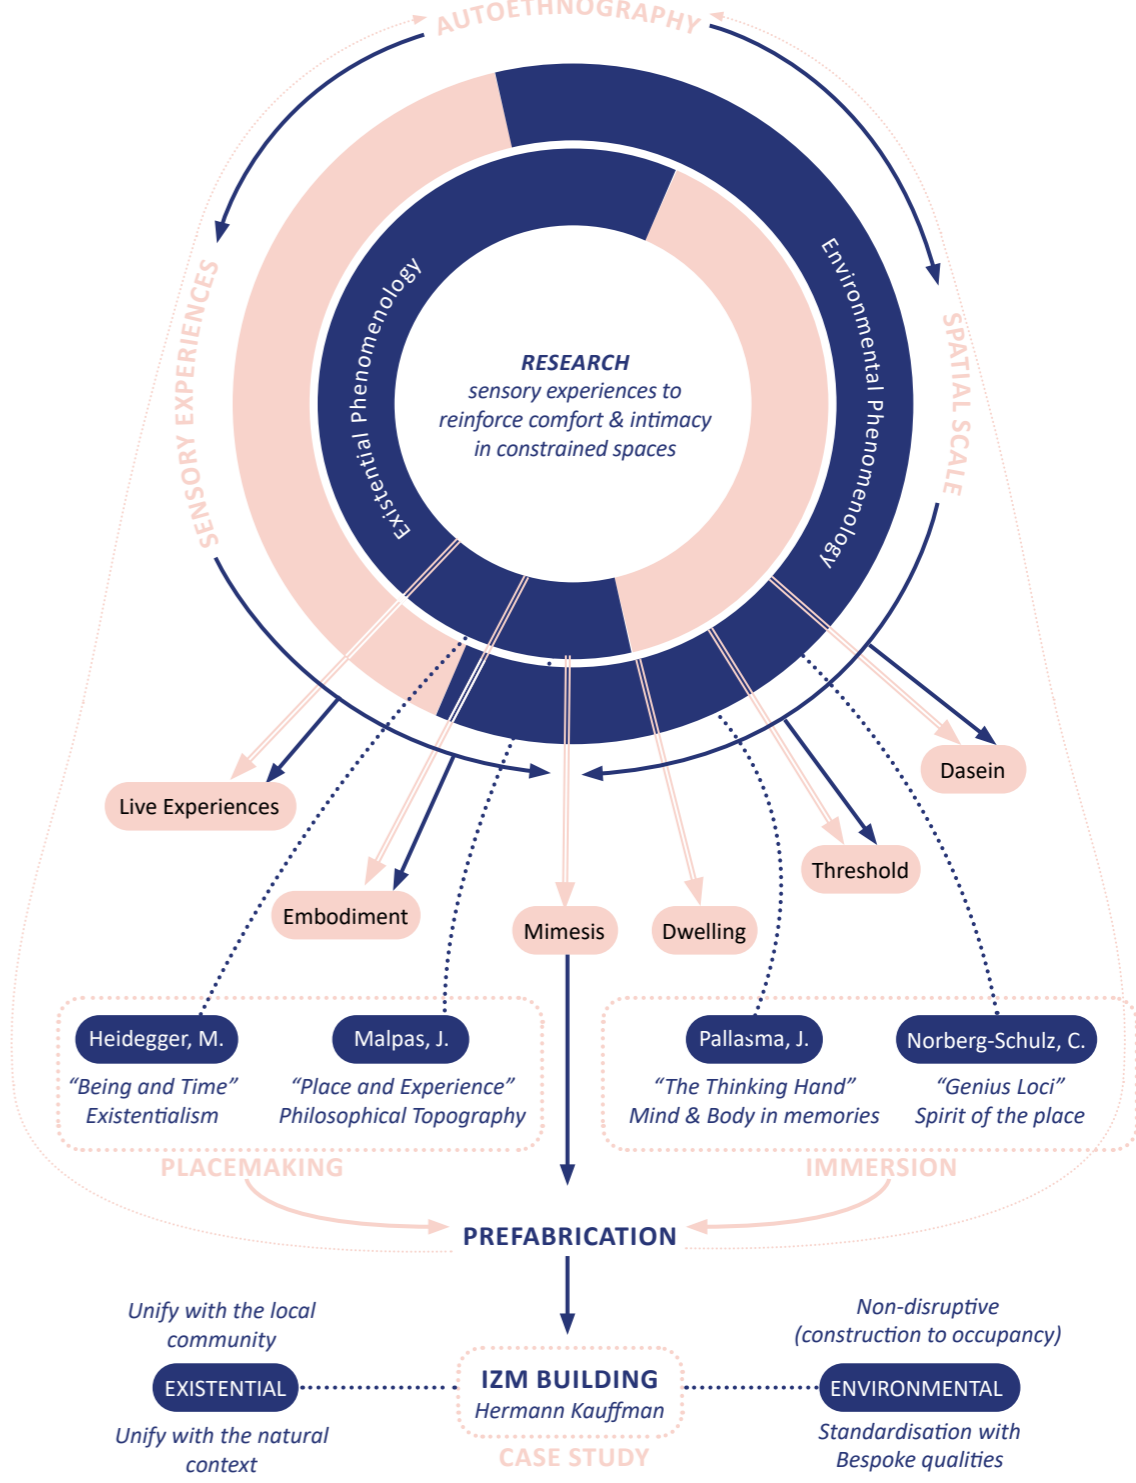 AUTOETHNOGRAPHY
SENSORY EXPERIENCES
SPATIAL SCALE
Existential Phenomenology
Environmental Phenomenology
RESEARCH
sensory experiences to
reinforce comfort & intimacy
in constrained spaces
Dasein
Live Experiences
Threshold
Embodiment
Mimesis
Dwelling
Heidegger, M.
"Being and Time"
Existentialism
Malpas, J.
"Place and Experience"
Philosophical Topography
Pallasma, J.
"The Thinking Hand"
Mind & Body in memories
Norberg-Schulz, C.
"Genius Loci"
Spirit of the place
PLACEMAKING
IMMERSION
PREFABRICATION
Unify with the local
community
EXISTENTIAL
Unify with the natural
context
IZM BUILDING
Hermann Kauffman
CASE STUDY
Non-disruptive
(construction to occupancy)
ENVIRONMENTAL
Standardisation with
Bespoke qualities